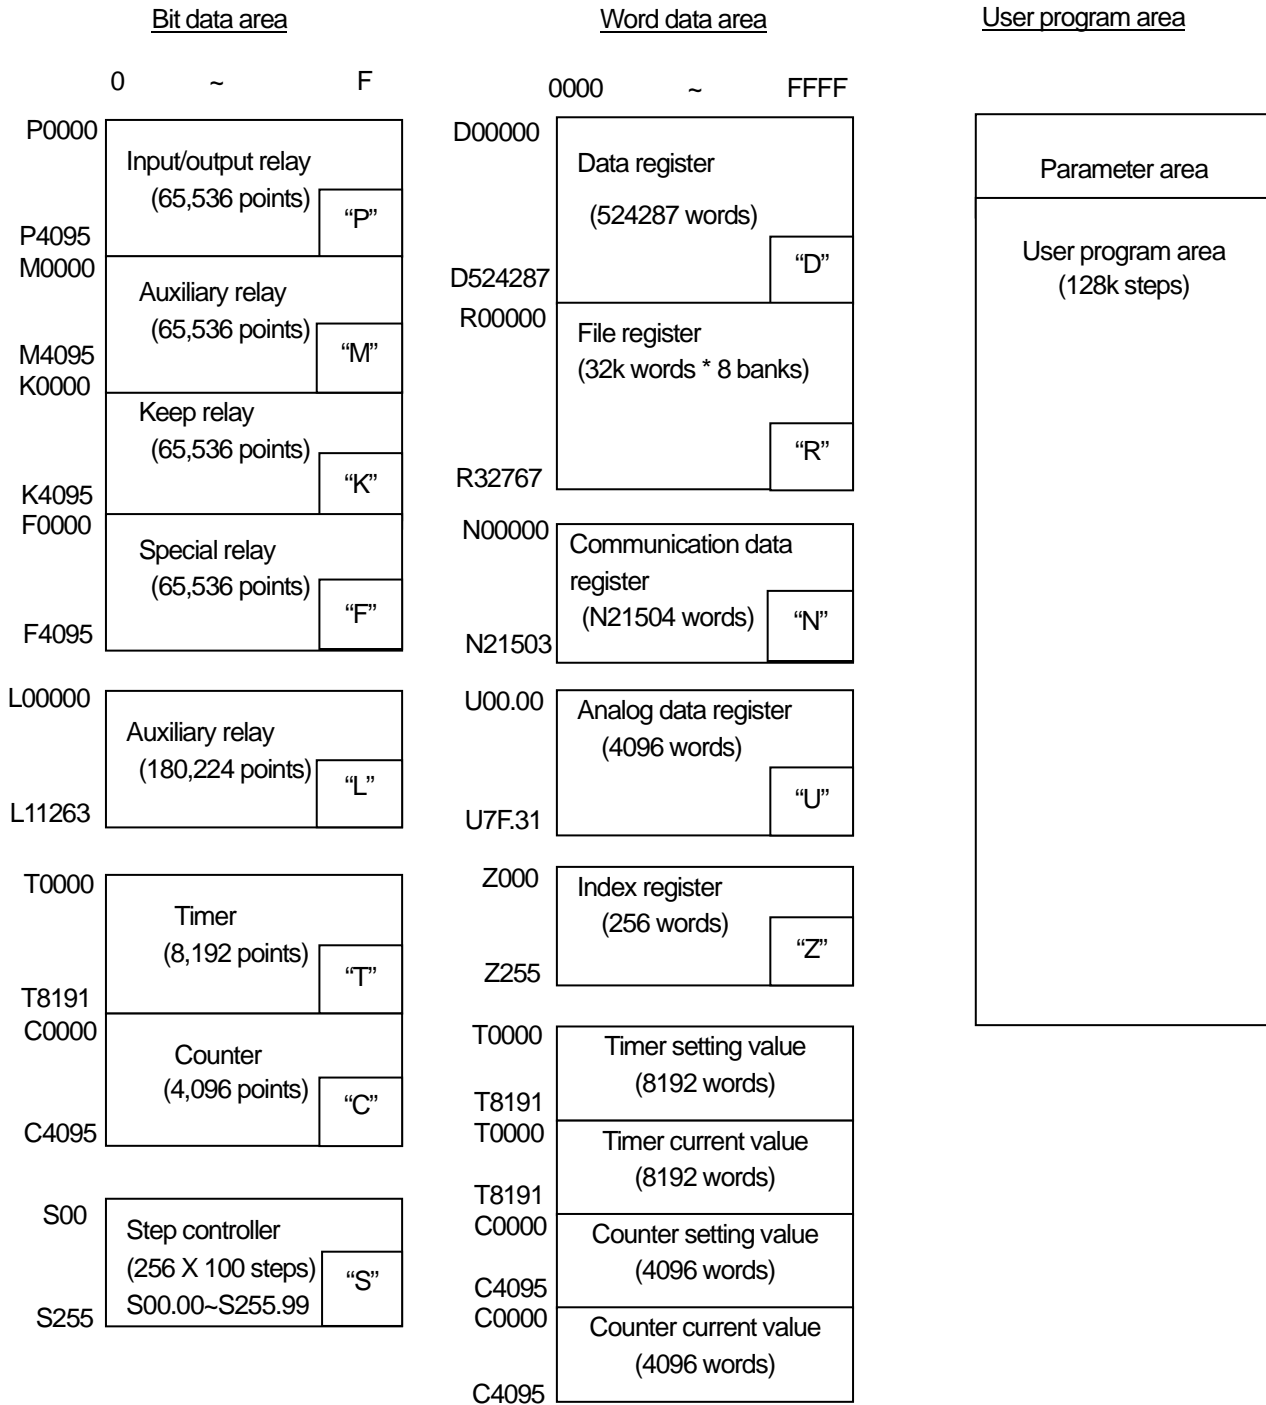 Bit data area
0 ~ F
P0000
Input/output relay
(65,536 points)
“P”
P4095
M0000
Auxiliary relay
(65,536 points)
“M”
M4095
K0000
Keep relay
(65,536 points)
“K”
K4095
F0000
Special relay
(65,536 points)
“F”
F4095
L00000
Auxiliary relay
(180,224 points)
“L”
L11263
T0000
Timer
(8,192 points)
“T”
T8191
C0000
Counter
(4,096 points)
“C”
C4095
S00
Step controller
(256 X 100 steps)
“S”
S00.00~S255.99
S255
Word data area
0000 ~ FFFF
D00000
Data register
(524287 words)
“D”
D524287
R00000
File register
(32k words * 8 banks)
“R”
R32767
N00000
Communication data
register
(N21504 words)
“N”
N21503
U00.00
Analog data register
(4096 words)
“U”
U7F.31
Z000
Index register
(256 words)
“Z”
Z255
T0000
Timer setting value
(8192 words)
T8191
T0000
Timer current value
(8192 words)
T8191
C0000
Counter setting value
(4096 words)
C4095
C0000
Counter current value
(4096 words)
C4095
User program area
Parameter area
User program area
(128k steps)